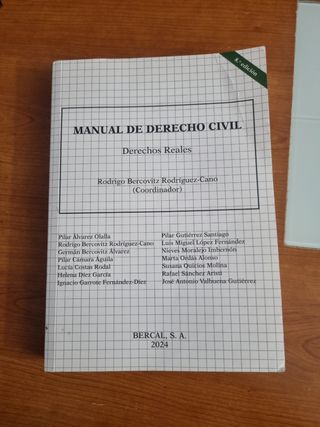 8.ª edición
MANUAL DE DERECHO CIVIL
Derechos Reales
Rodrigo Bercovitz Rodríguez-Cano
(Coordinador)
Pilar Álvarez Olalla
Rodrigo Bercovitz Rodríguez-Cano
Germán Bercovitz Álvarez
Pilar Cámara Águila
Lucía Costas Rodal
Helena Díez García
Ignacio Garrote Fernández-Díez
Pilar Gutiérrez Santiago
Luis Miguel López Fernández
Nieves Moralejo Imbernón
Marta Ordás Alonso
Susana Quicios Molina
Rafael Sánchez Aristi
José Antonio Valbuena Gutiérrez
BERCAL, S. A.
2024